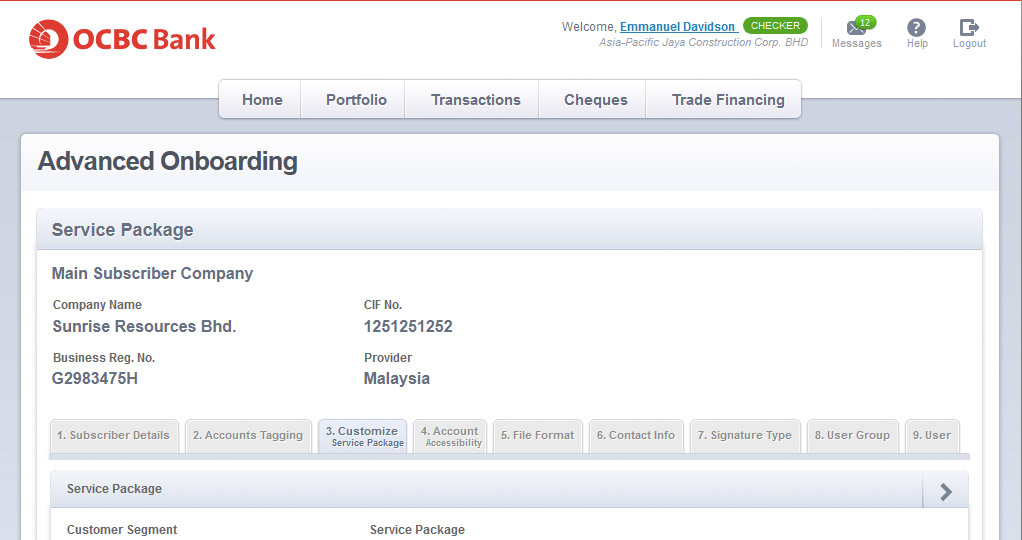 OCBC Bank
Welcome, Emmanuel Davidson CHECKER
Asia-Pacific Jaya Construction Corp. BHD
12
Messages
Help
Logout
Home Portfolio Transactions Cheques Trade Financing
Advanced Onboarding
Service Package
Main Subscriber Company
Company Name CIF No.
Sunrise Resources Bhd. 1251251252
Business Reg. No. Provider
G2983475H Malaysia
1. Subscriber Details
2. Accounts Tagging
3. Customize
Service Package
4. Account
Accessibility
5. File Format
6. Contact Info
7. Signature Type
8. User Group
9. User
Service Package
Customer Segment Service Package